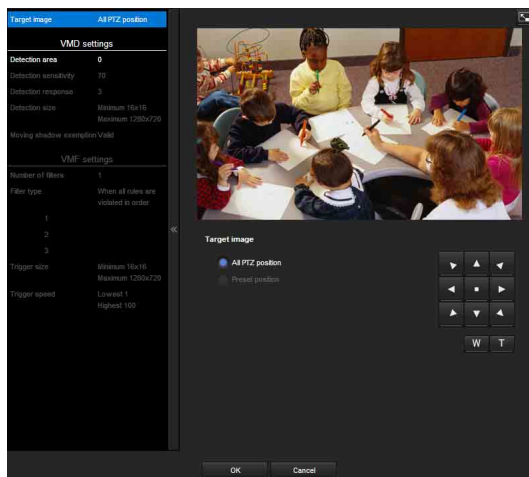 Target image All PTZ position
VMD settings
Detection area 0
Detection sensitivity 70
Detection response 3
Detection size Minimum 16x16
Maximum 1280x720
Moving shadow exemption Valid
VMF settings
Number of filters 1
Filter type When all rules are
violated in order
1
2
3
Trigger size Minimum 16x16
Maximum 1280x720
Trigger speed Lowest 1
Highest 100
«
Target image
All PTZ position
Preset position
W T
OK Cancel